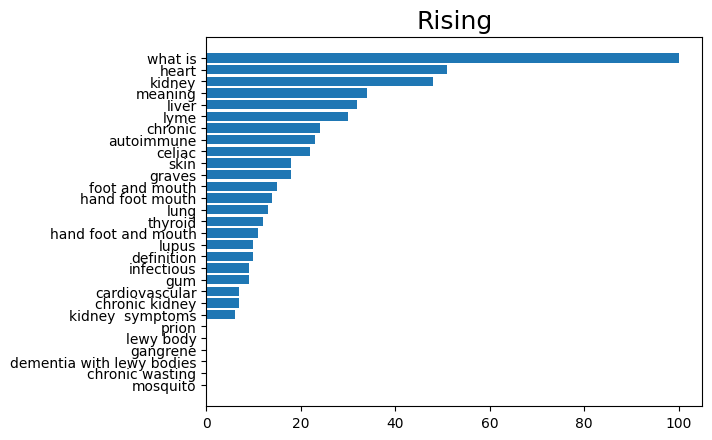 Rising
what is
heart
kidney
meaning
liver
lyme
chronic
autoimmune
celiac
skin
graves
foot and mouth
hand foot mouth
lung
thyroid
hand foot and mouth
lupus
definition
infectious
gum
cardiovascular
chronic kidney
kidney  symptoms
prion
lewy body
gangrene
dementia with lewy bodies
chronic wasting
mosquito
0 20 40 60 80 100